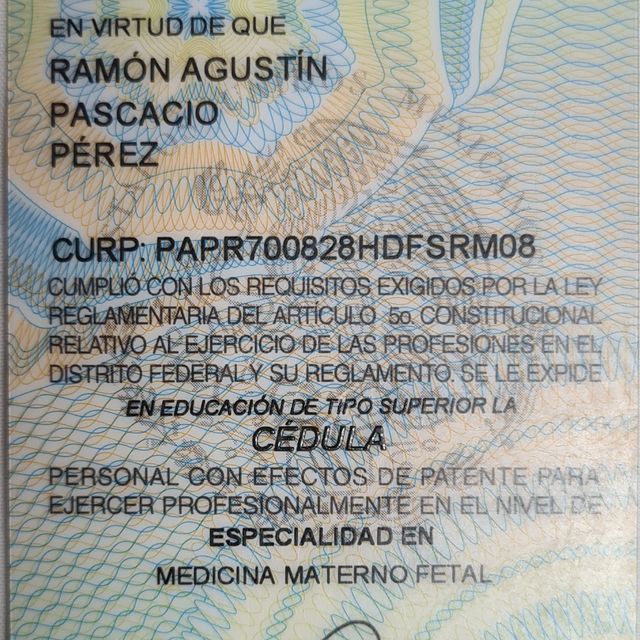 EN VIRTUD DE QUE
RAMÓN AGUSTÍN
PASCACIO
PÉREZ
CURP: PAPR700828HDFSRM08
CUMPLIÓ CON LOS REQUISITOS EXIGIDOS POR LA LEY
REGLAMENTARIA DEL ARTÍCULO 5o. CONSTITUCIONAL
RELATIVO AL EJERCICIO DE LAS PROFESIONES EN EL
DISTRITO FEDERAL Y SU REGLAMENTO, SE LE EXPIDE
EN EDUCACIÓN DE TIPO SUPERIOR LA
CÉDULA
PERSONAL CON EFECTOS DE PATENTE PARA
EJERCER PROFESIONALMENTE EN EL NIVEL DE
ESPECIALIDAD EN
MEDICINA MATERNO FETAL